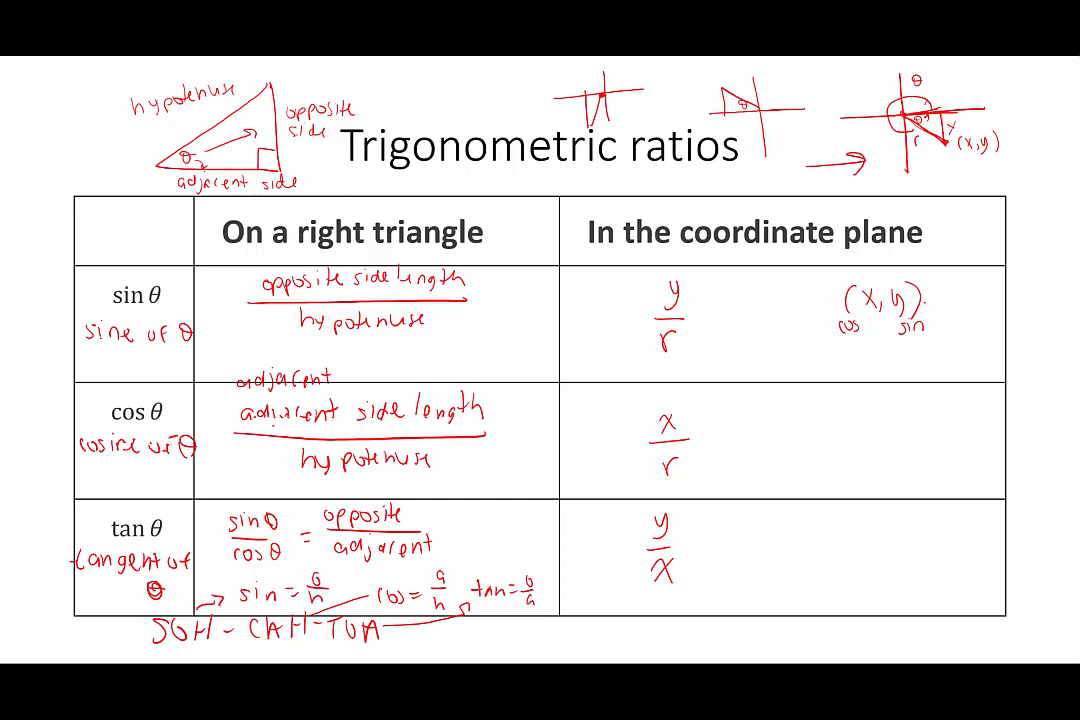 hypotenuse
opposite
side
θ
adjacent side
Trigonometric ratios
θ
θ
θ
r
(x,y)
On a right triangle
In the coordinate plane
sin θ
sine of θ
opposite side length
hypotenuse
y
r
(x, y)
cos sin
cos θ
cosine of θ
adjacent
adjacent side length
hypotenuse
x
r
tan θ
tangent of
θ
sinθ
cosθ
= opposite
adjacent
y
x
sin = o/h
cos = a/h
tan = o/a
SOH - CAH - TOA